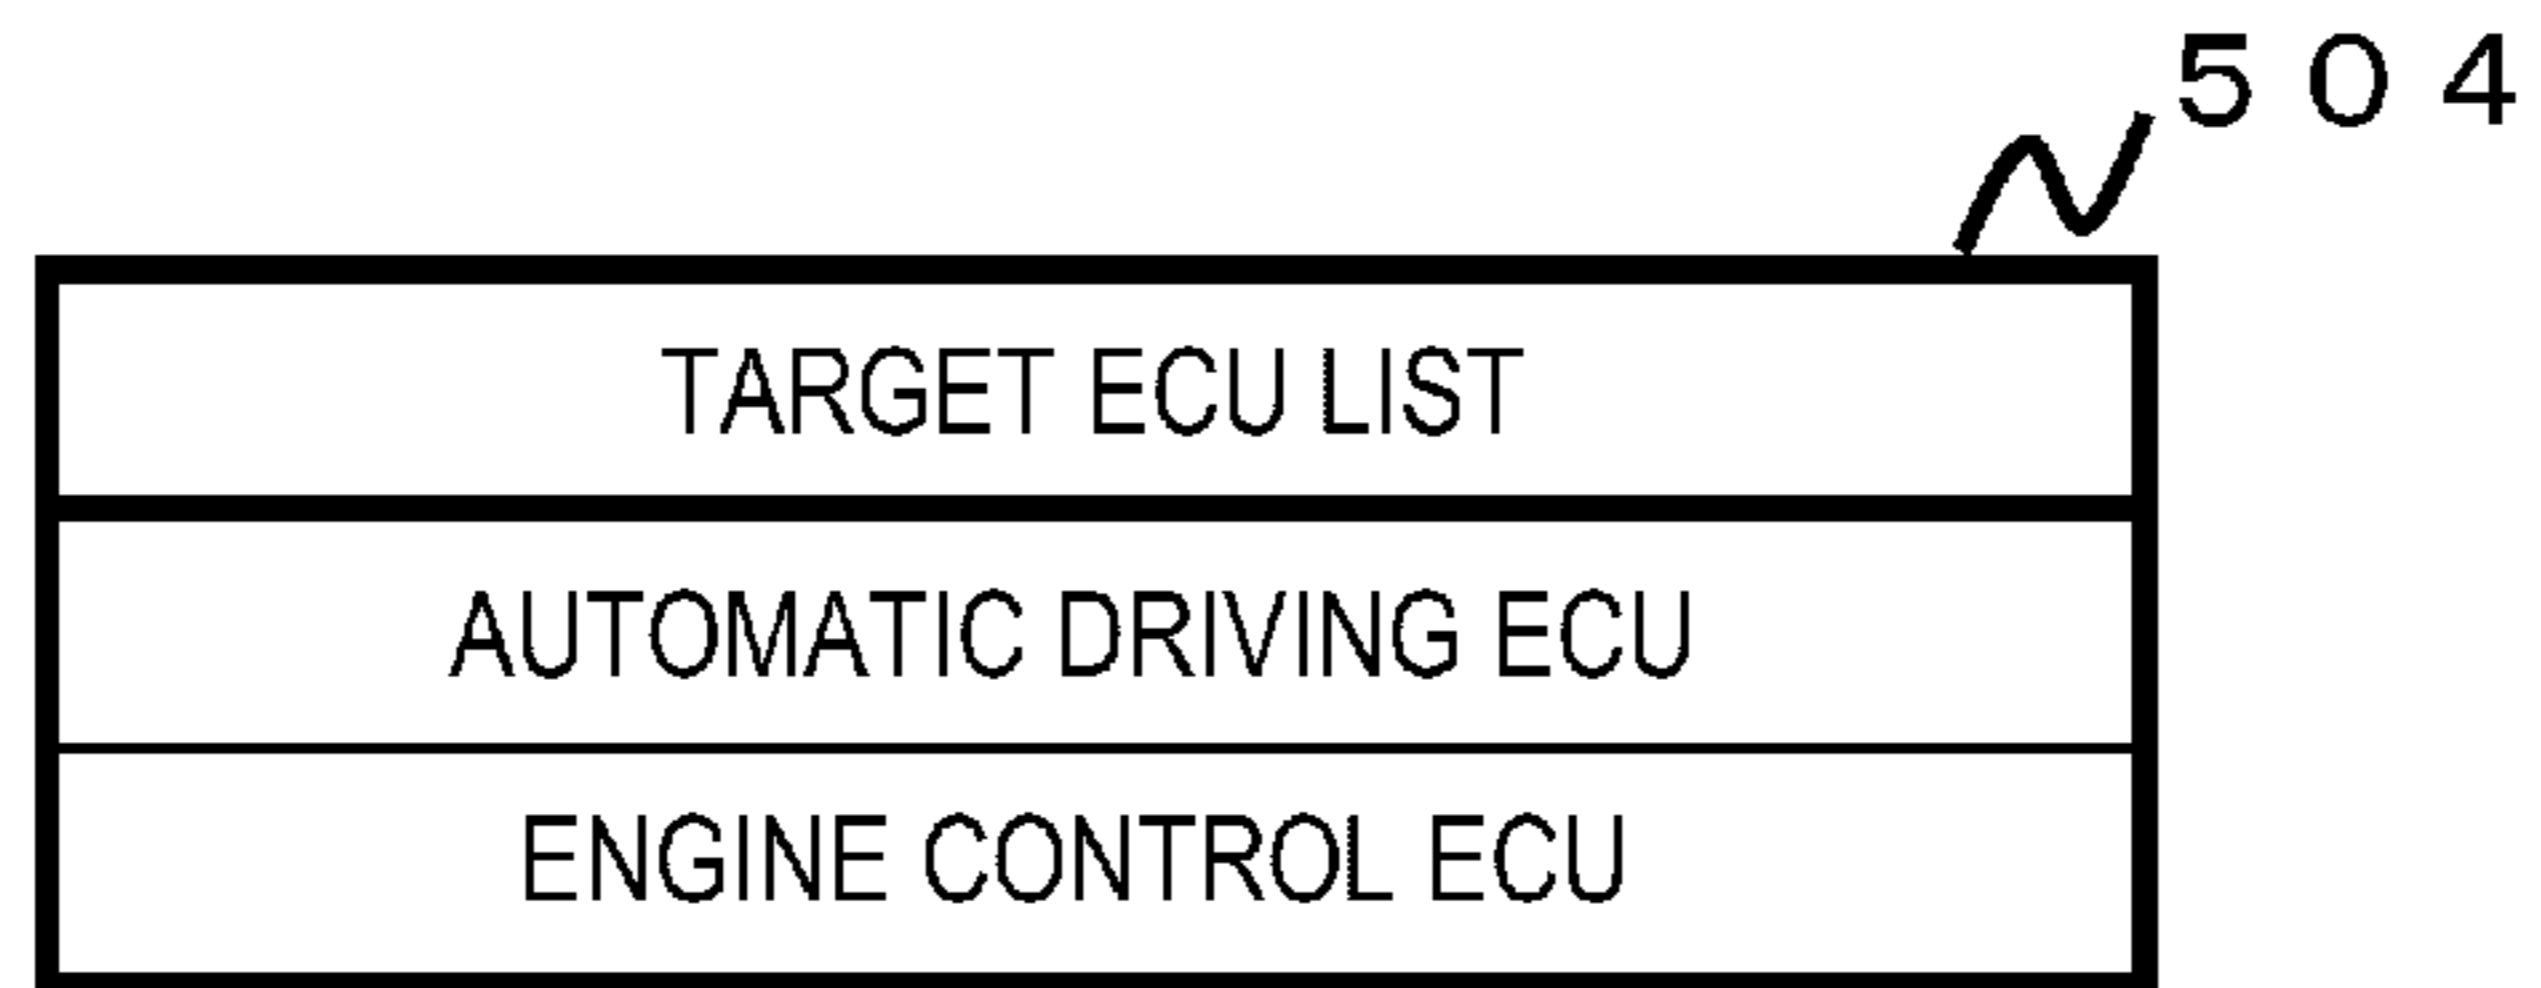 504
TARGET ECU LIST
AUTOMATIC DRIVING ECU
ENGINE CONTROL ECU